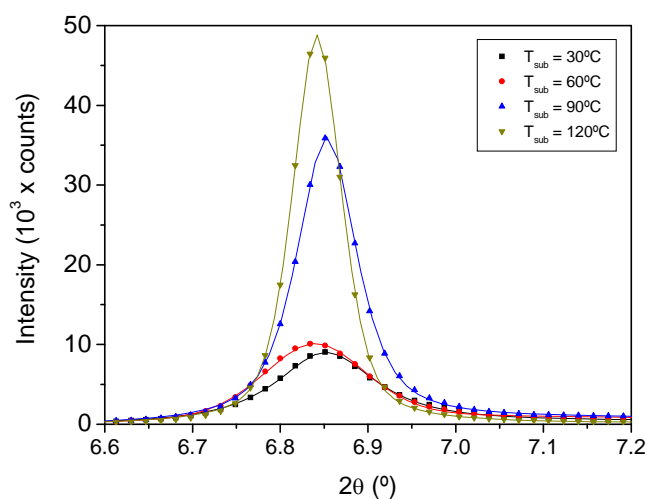 50
40
30
20
10
0
Intensity (10³ x counts)
T_sub = 30ºC
T_sub = 60ºC
T_sub = 90ºC
T_sub = 120ºC
6.6 6.7 6.8 6.9 7.0 7.1 7.2
2θ (º)